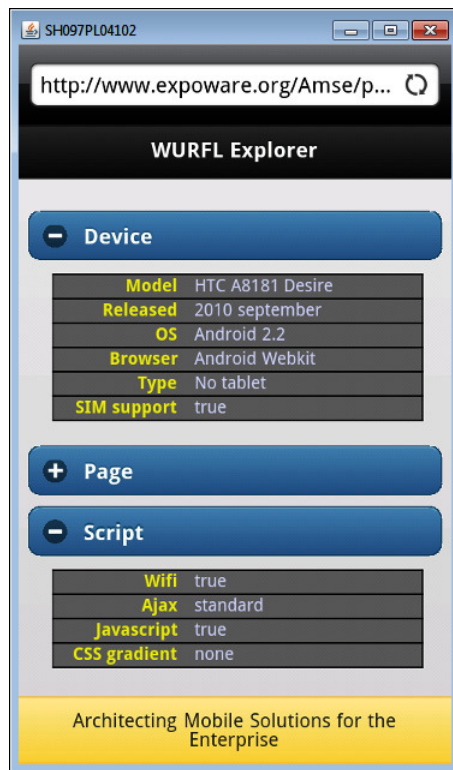 SH097PL04102
http://www.expoware.org/Amse/p...
WURFL Explorer
Device
Model HTC A8181 Desire
Released 2010 september
OS Android 2.2
Browser Android Webkit
Type No tablet
SIM support true
Page
Script
Wifi true
Ajax standard
Javascript true
CSS gradient none
Architecting Mobile Solutions for the
Enterprise